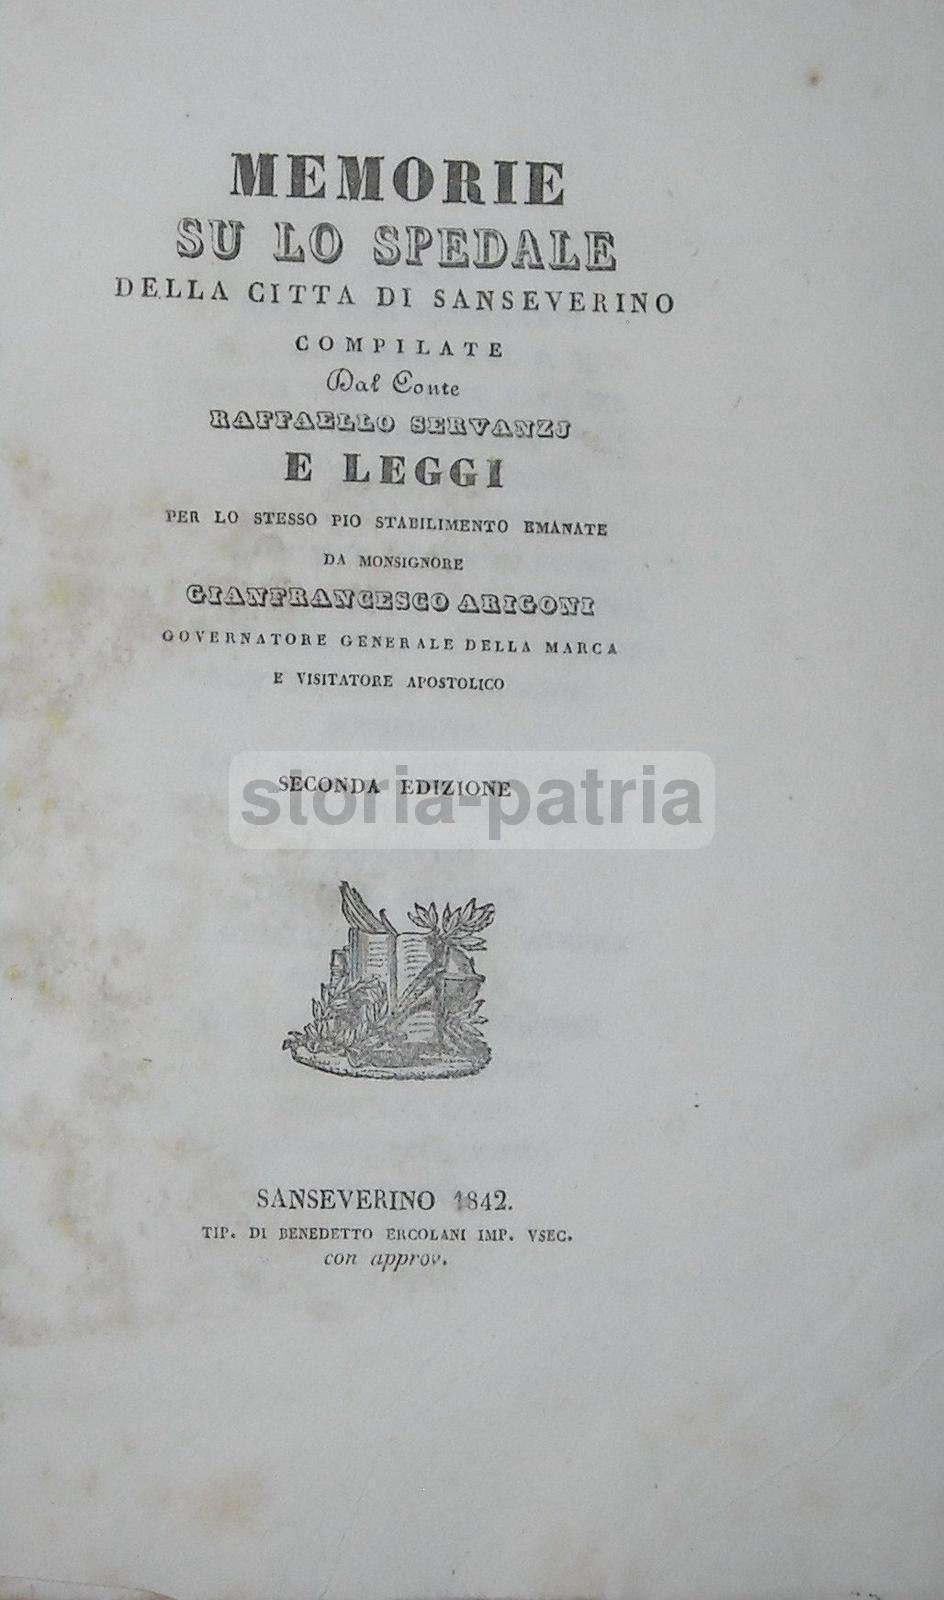 MEMORIE
SU LO SPEDALE
DELLA CITTA DI SANSEVERINO
COMPILATE
Dal Conte
RAFFAELLO SERVANZJ
E LEGGI
PER LO STESSO PIO STABILIMENTO EMANATE
DA MONSIGNORE
GIANFRANCESCO ARIGONI
GOVERNATORE GENERALE DELLA MARCA
E VISITATORE APOSTOLICO
SECONDA EDIZIONE
storia-patria
SANSEVERINO 1842.
TIP. DI BENEDETTO ERCOLANI IMP. VSEC.
con approv.